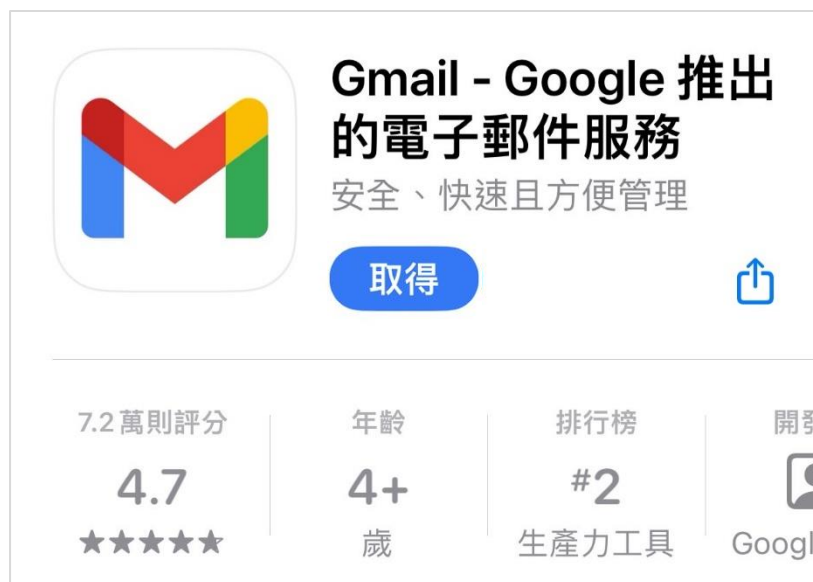 Gmail - Google 推出
的電子郵件服務
安全、快速且方便管理
取得
7.2 萬則評分
年齡
排行榜
4.7
4+
#2
歲
生產力工具